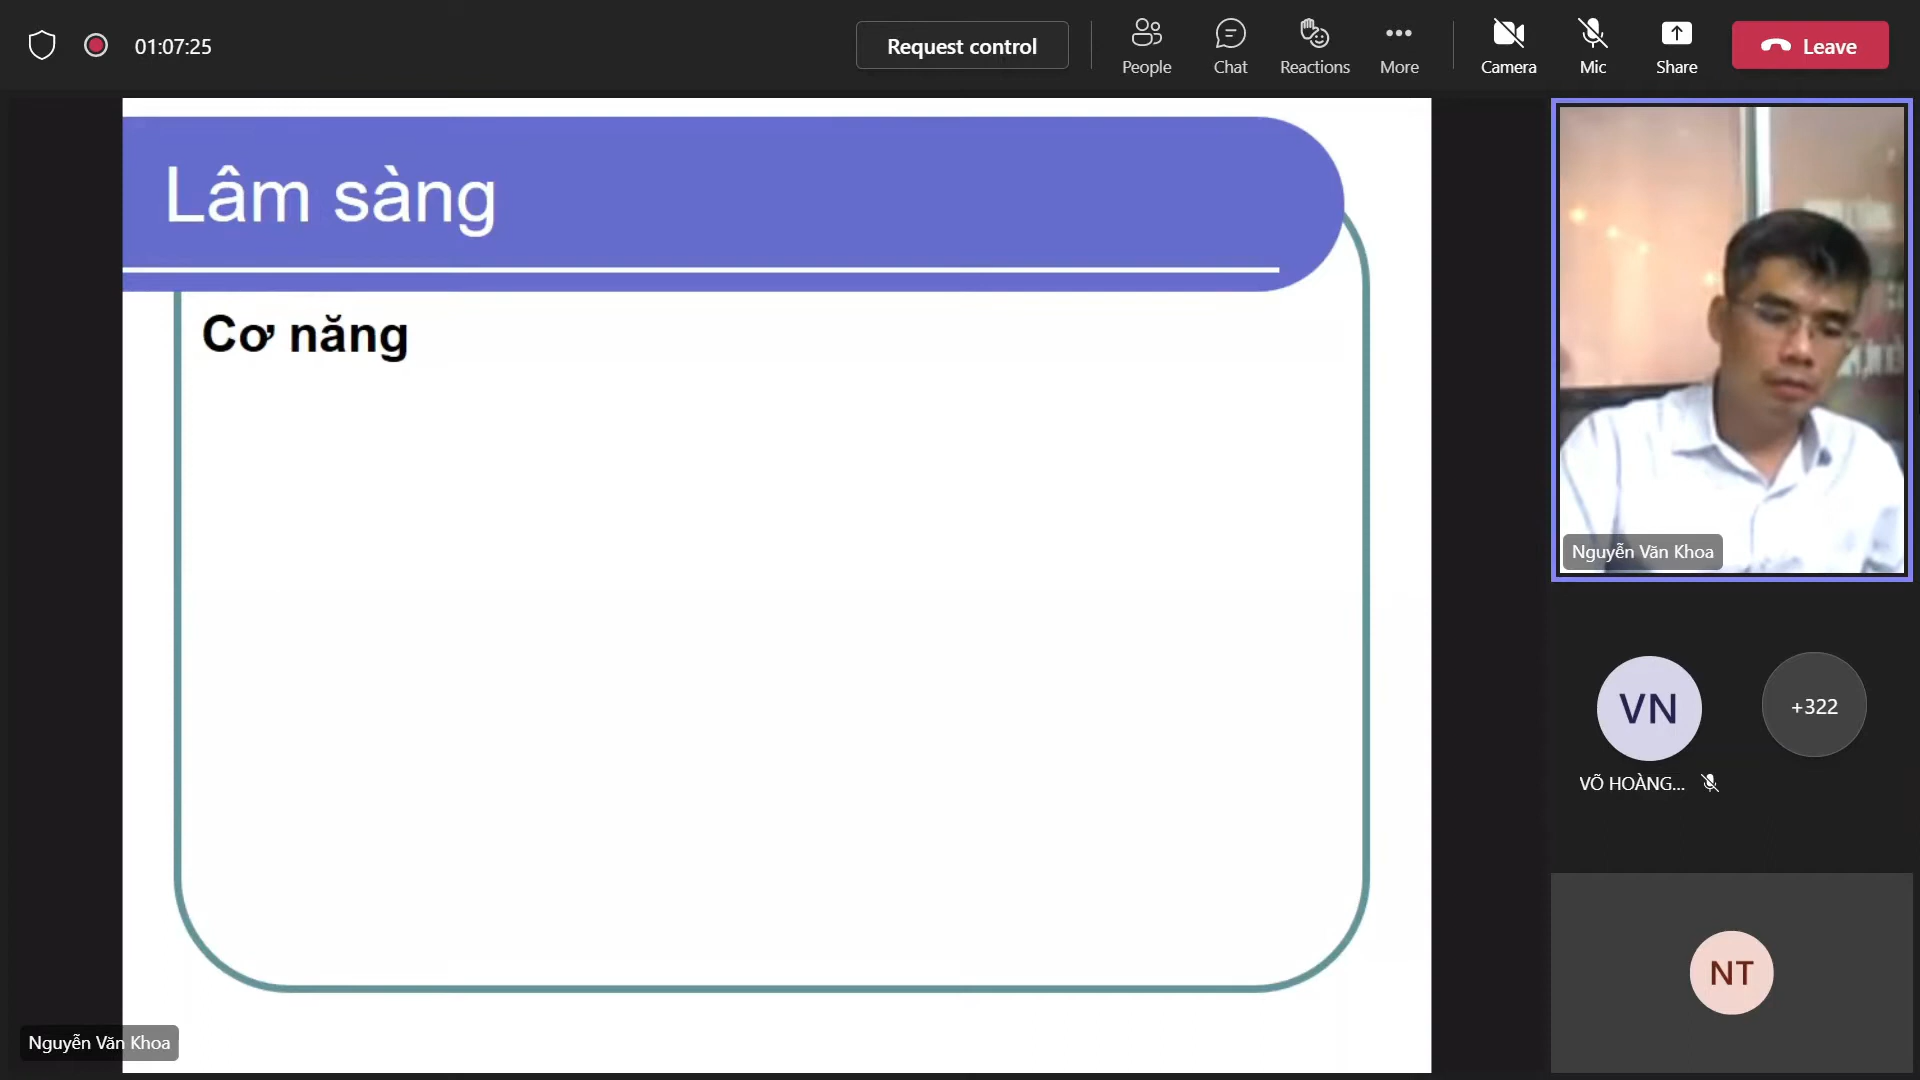 01:07:25
Request control
People
Chat
Reactions
More
Camera
Mic
Share
Leave
Lâm sàng
Cơ năng
Nguyễn Văn Khoa
VN
+322
VÕ HOÀNG...
NT
Nguyễn Văn Khoa